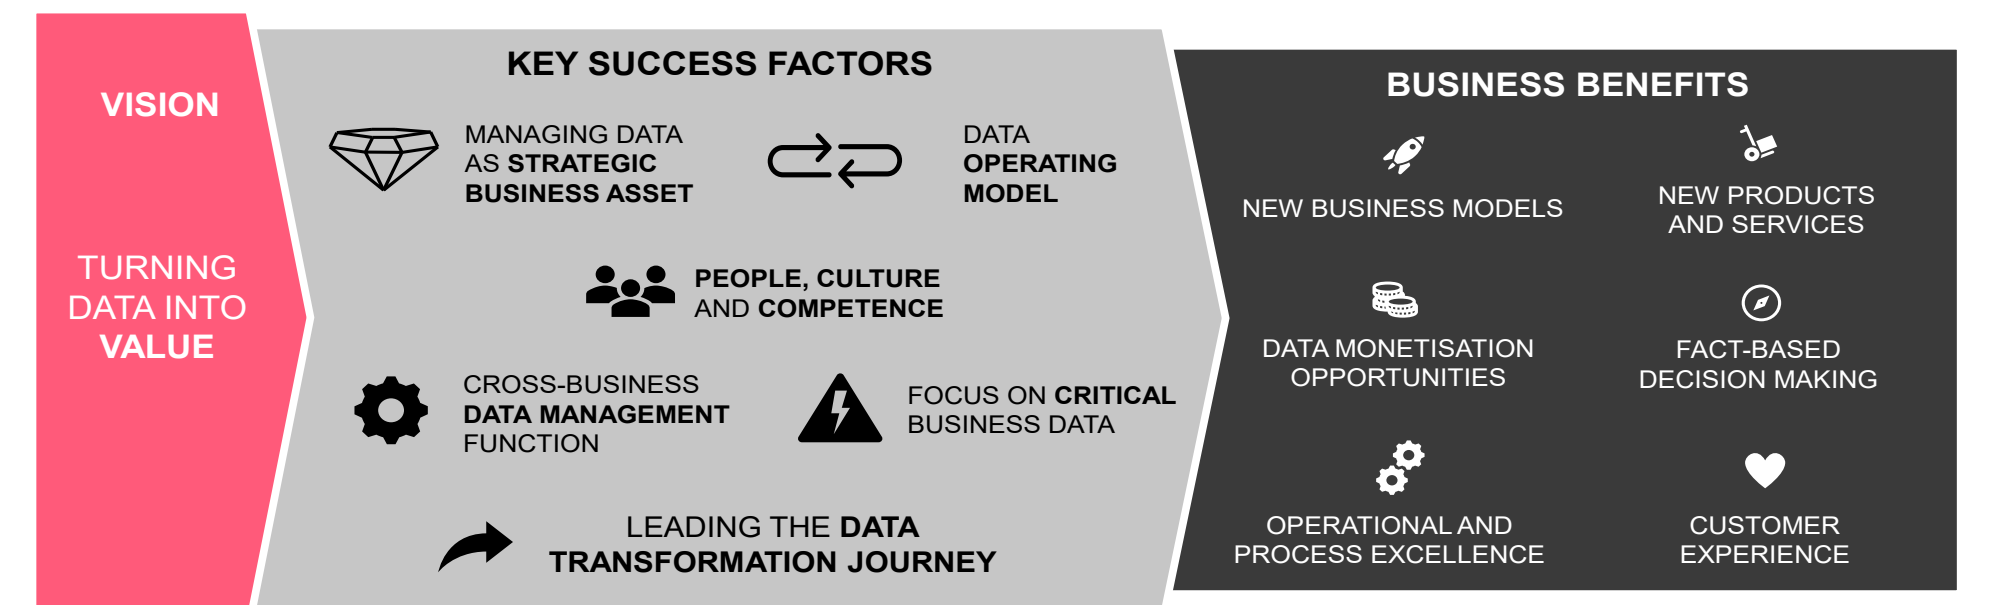 VISION
TURNING
DATA INTO
VALUE
KEY SUCCESS FACTORS
MANAGING DATA
AS STRATEGIC
BUSINESS ASSET
DATA
OPERATING
MODEL
PEOPLE, CULTURE
AND COMPETENCE
CROSS-BUSINESS
DATA MANAGEMENT
FUNCTION
FOCUS ON CRITICAL
BUSINESS DATA
LEADING THE DATA
TRANSFORMATION JOURNEY
BUSINESS BENEFITS
NEW BUSINESS MODELS
NEW PRODUCTS
AND SERVICES
DATA MONETISATION
OPPORTUNITIES
FACT-BASED
DECISION MAKING
OPERATIONAL AND
PROCESS EXCELLENCE
CUSTOMER
EXPERIENCE